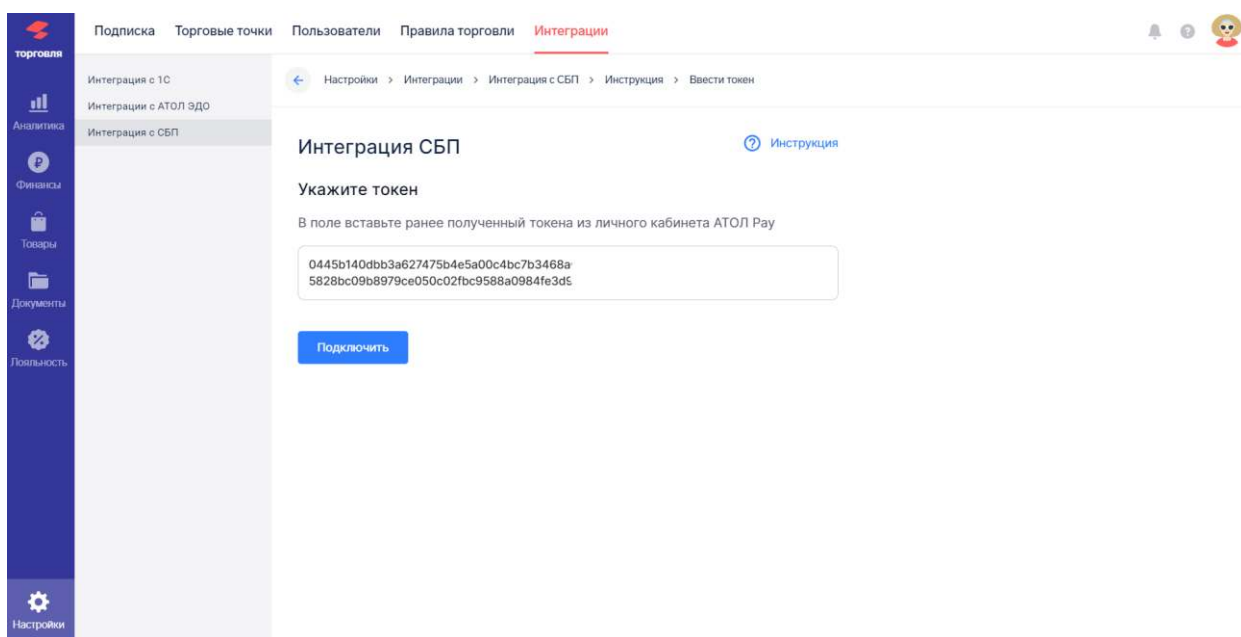 торговля
Подписка Торговые точки Пользователи Правила торговли Интеграции
Интеграция с 1С
Интеграции с АТОЛ ЭДО
Интеграция с СБП
Аналитика
Финансы
Товары
Документы
Лояльность
Настройки
Настройки > Интеграции > Интеграция с СБП > Инструкция > Ввести токен
Интеграция СБП
Инструкция
Укажите токен
В поле вставьте ранее полученный токена из личного кабинета АТОЛ Pay
0445b140dbb3a627475b4e5a00c4bc7b3468a
5828bc09b8979ce050c02fbc9588a0984fe3d9
Подключить